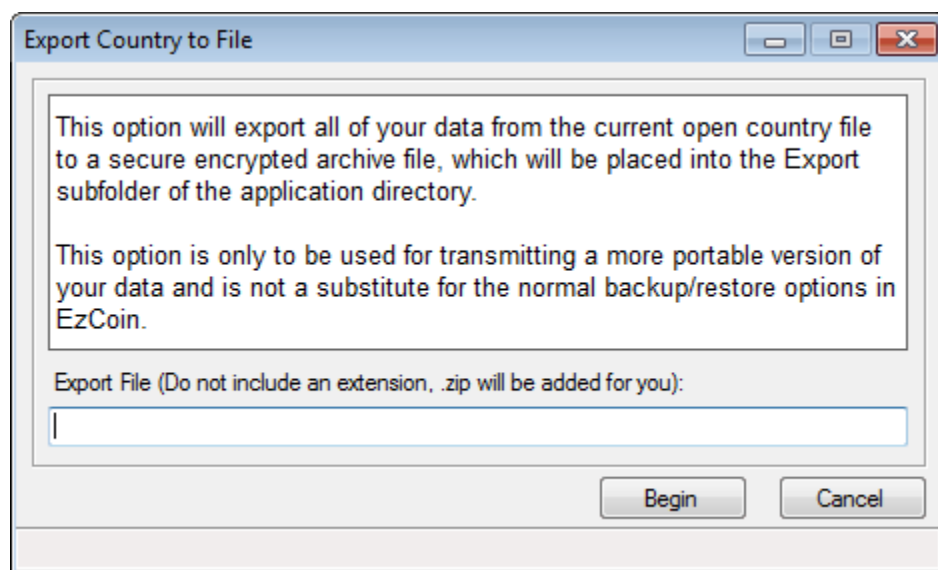 Export Country to File
This option will export all of your data from the current open country file
to a secure encrypted archive file, which will be placed into the Export
subfolder of the application directory.
This option is only to be used for transmitting a more portable version of
your data and is not a substitute for the normal backup/restore options in
EzCoin.
Export File (Do not include an extension, .zip will be added for you):
Begin
Cancel